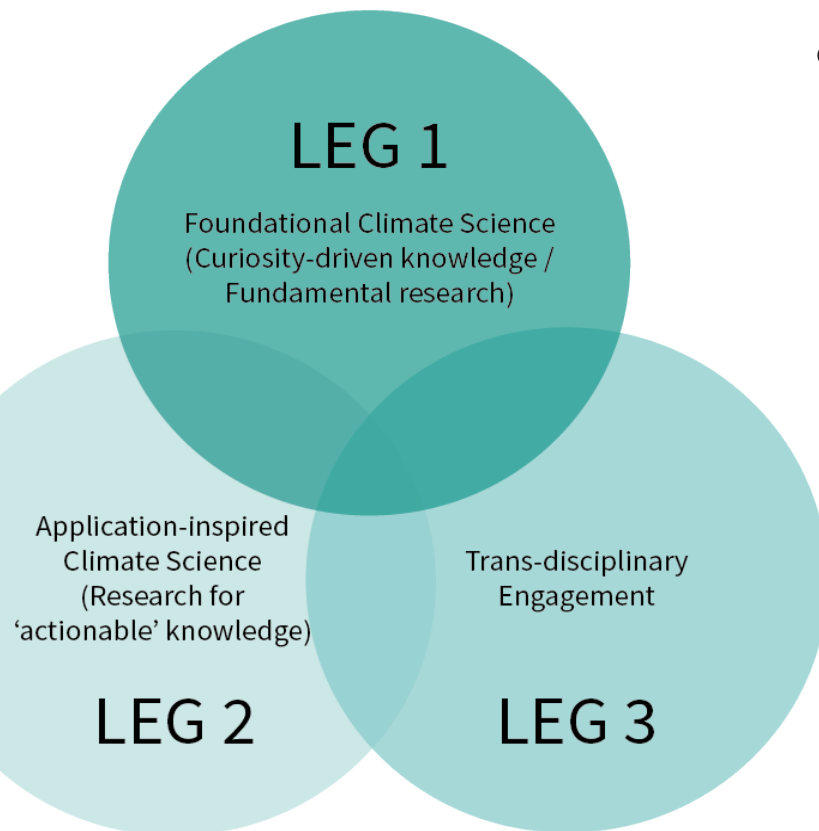 LEG 1
Foundational Climate Science
(Curiosity-driven knowledge /
Fundamental research)
Application-inspired
Climate Science
(Research for
‘actionable’ knowledge)
LEG 2
Trans-disciplinary
Engagement
LEG 3